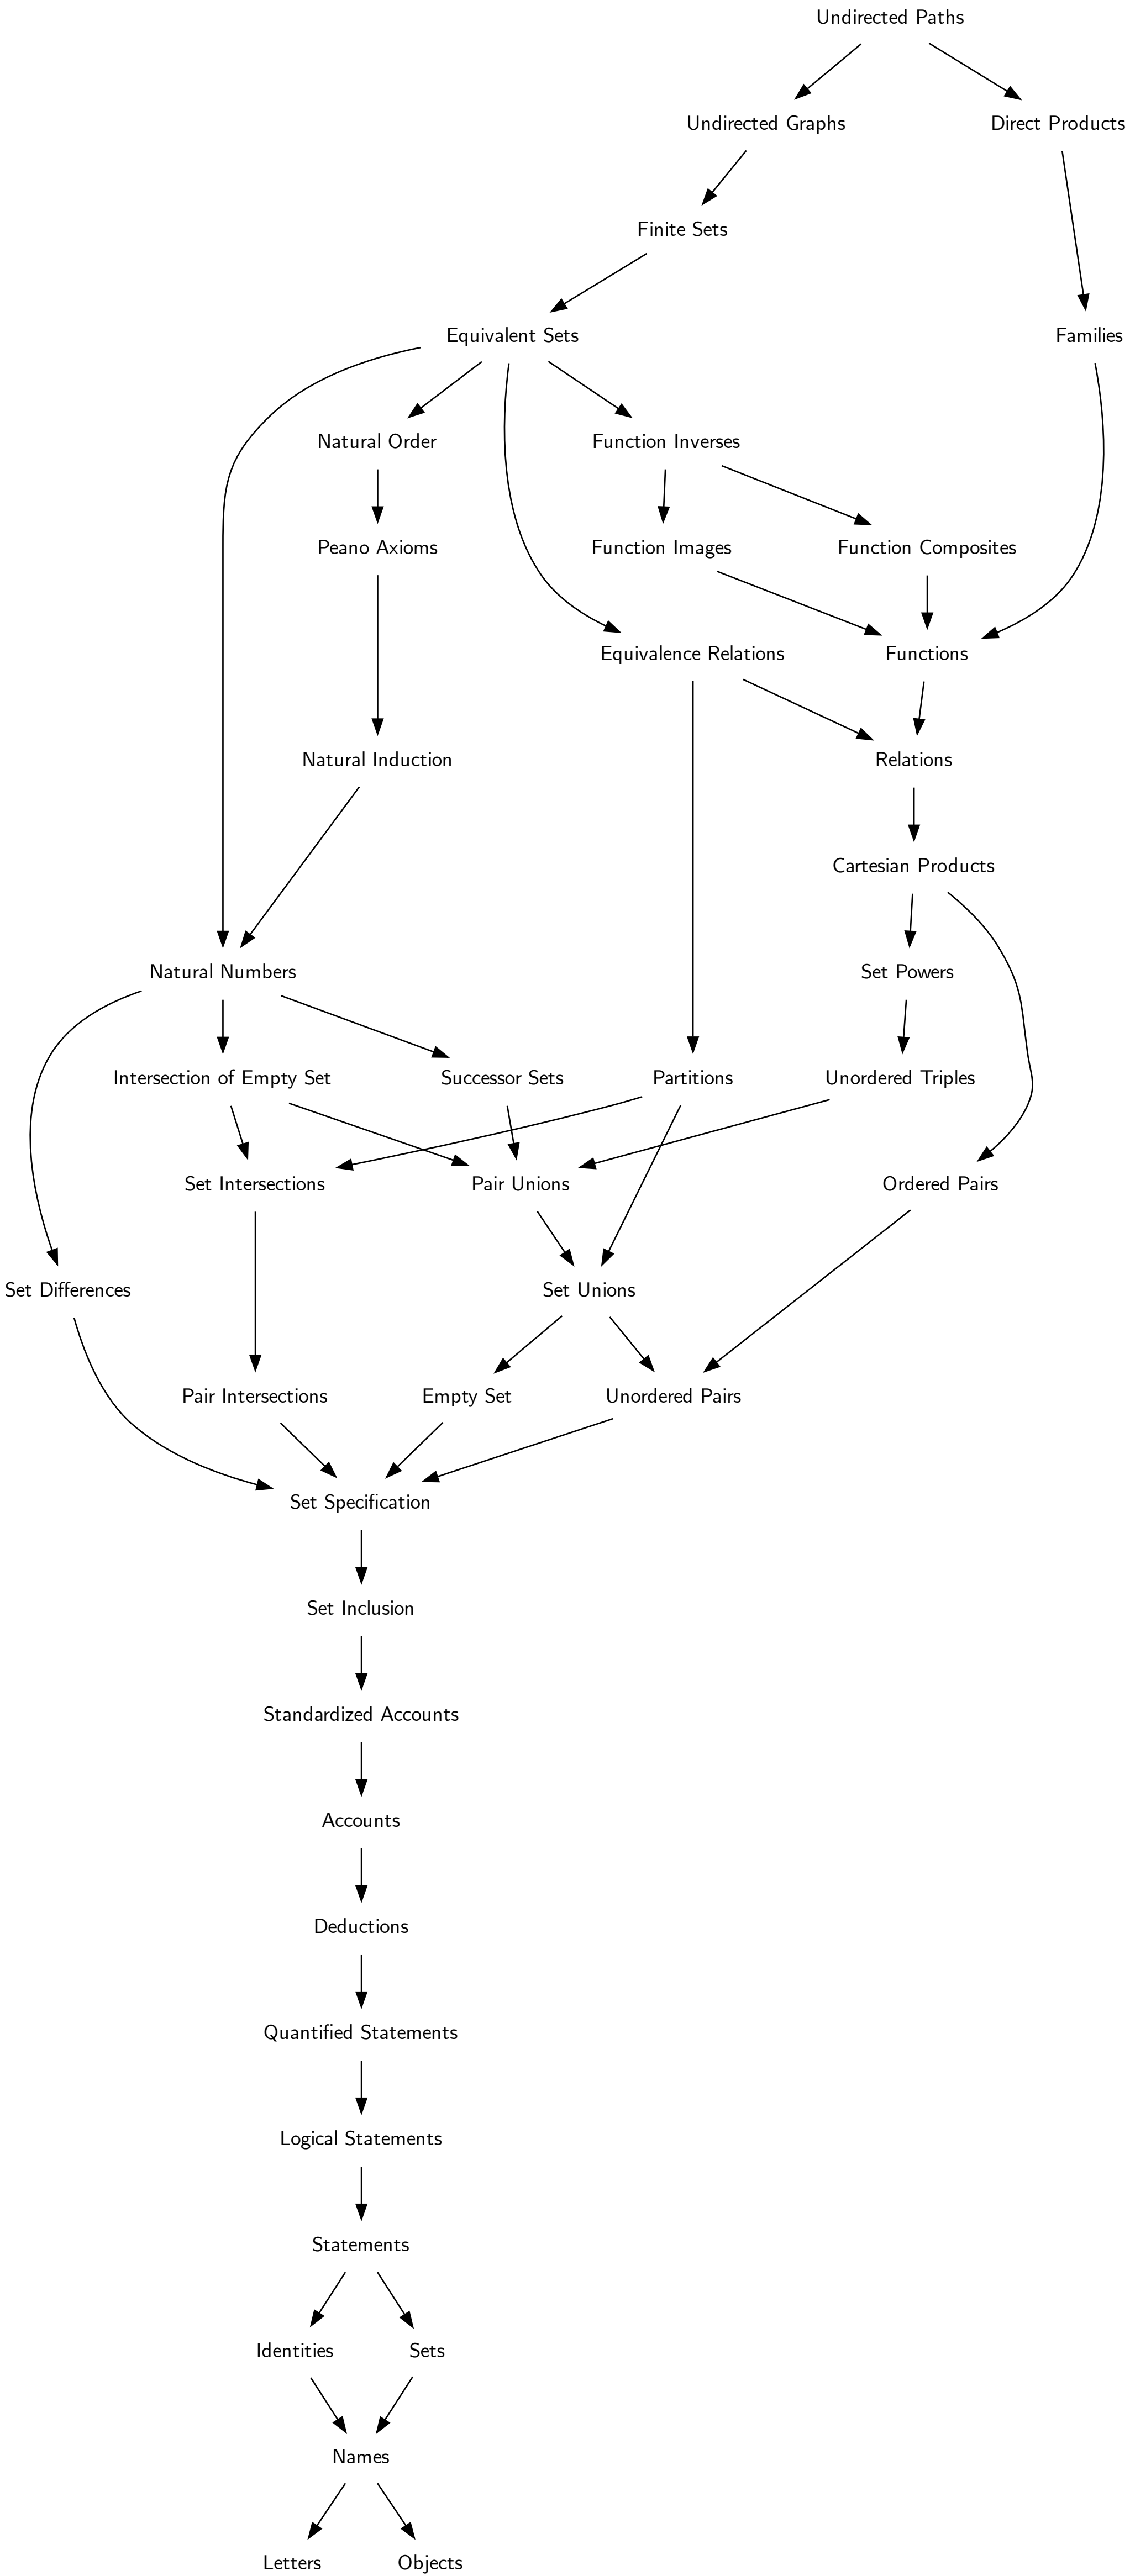 Undirected Paths
Undirected Graphs
Direct Products
Finite Sets
Equivalent Sets
Families
Natural Order
Function Inverses
Peano Axioms
Function Images
Function Composites
Equivalence Relations
Functions
Natural Induction
Relations
Cartesian Products
Natural Numbers
Set Powers
Intersection of Empty Set
Successor Sets
Partitions
Unordered Triples
Set Intersections
Pair Unions
Ordered Pairs
Set Differences
Set Unions
Pair Intersections
Empty Set
Unordered Pairs
Set Specification
Set Inclusion
Standardized Accounts
Accounts
Deductions
Quantified Statements
Logical Statements
Statements
Identities
Sets
Names
Letters
Objects